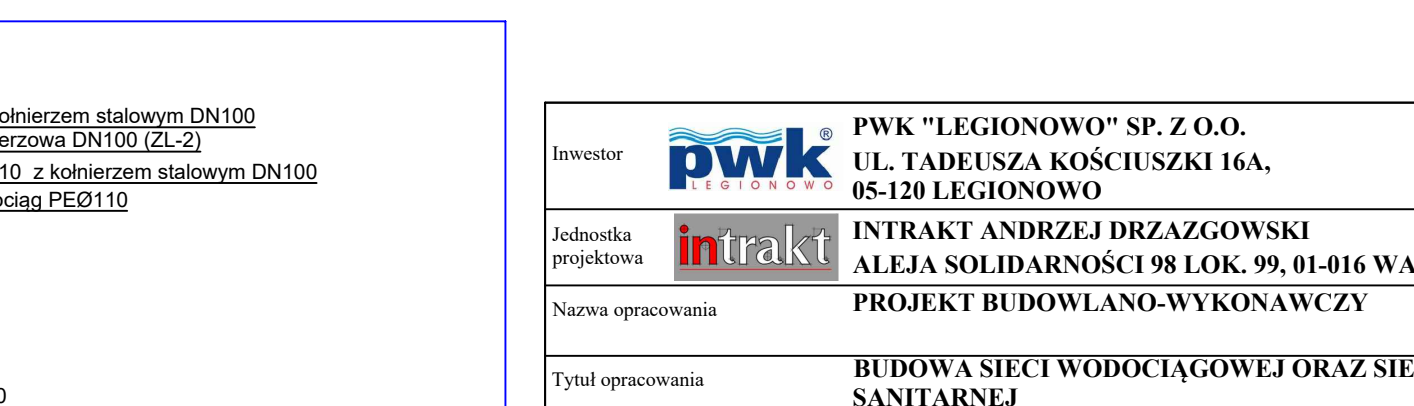 ołnierzem stalowym DN100
erzowa DN100 (ZL-2)
10 z kołnierzem stalowym DN100
ociąg PEØ110
0
Inwestor
pwk ®
LEGIONOWO
PWK "LEGIONOWO" SP. Z O.O.
UL. TADEUSZA KOŚCIUSZKI 16A,
05-120 LEGIONOWO
Jednostka
projektowa
intrakt
INTRAKT ANDRZEJ DRZAZGOWSKI
ALEJA SOLIDARNOŚCI 98 LOK. 99, 01-016 WA
Nazwa opracowania
PROJEKT BUDOWLANO-WYKONAWCZY
Tytuł opracowania
BUDOWA SIECI WODOCIĄGOWEJ ORAZ SIE
SANITARNEJ